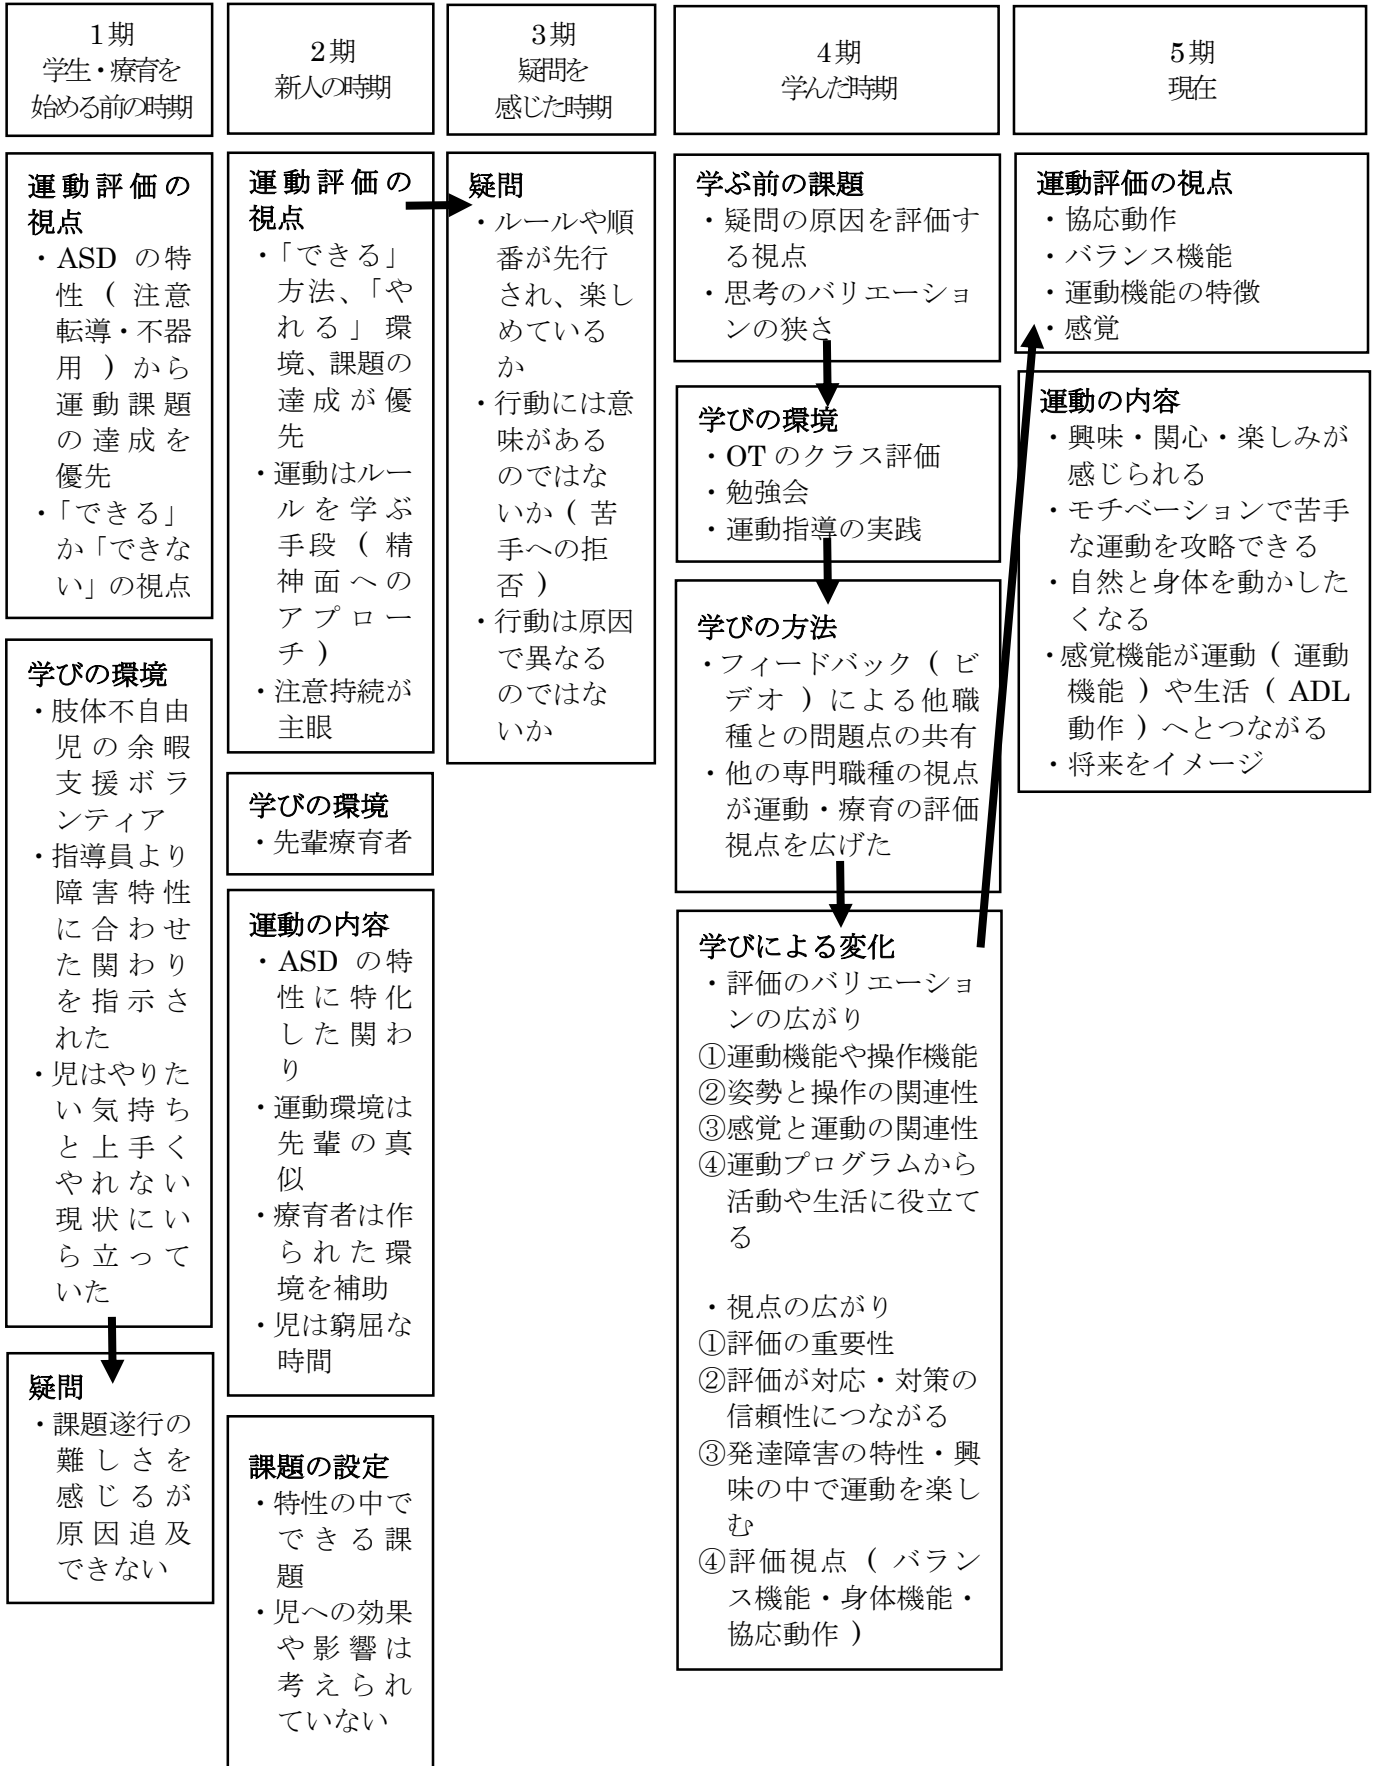 1期
学生・療育を
始める前の時期
運動評価の
視点
・ASD の特
性（注意
転導・不器
用）から
運動課題
の達成を
優先
・「できる」
か「できな
い」の視点
学びの環境
・肢体不自由
児の余暇
支援ボラ
ンティア
・指導員より
障害特性
に合わせ
た関わり
を指示さ
れた
・児はやりた
い気持ち
と上手く
やれない
現状にい
ら立って
いた
疑問
・課題遂行の
難しさを
感じるが
原因追及
できない
2期
新人の時期
運動評価の
視点
・「できる」
方法、「や
れる」環
境、課題の
達成が優
先
・運動はルー
ルを学ぶ
手段（精
神面への
アプロー
チ）
・注意持続が
主眼
学びの環境
・先輩療育者
運動の内容
・ASD の特
性に特化
した関わ
り
・運動環境は
先輩の真
似
・療育者は作
られた環
境を補助
・児は窮屈な
時間
課題の設定
・特性の中で
できる課
題
・児への効果
や影響は
考えられ
ていない
3期
疑問を
感じた時期
疑問
・ルールや順
番が先行
され、楽し
めている
か
・行動には意
味がある
のではな
いか（苦
手への拒
否）
・行動は原因
で異なる
のではな
いか
4期
学んだ時期
学ぶ前の課題
・疑問の原因を評価す
る視点
・思考のバリエーショ
ンの狭さ
学びの環境
・OT のクラス評価
・勉強会
・運動指導の実践
学びの方法
・フィードバック（ビ
デオ）による他職
種との問題点の共有
・他の専門職種の視点
が運動・療育の評価
視点を広げた
学びによる変化
・評価のバリエーショ
ンの広がり
①運動機能や操作機能
②姿勢と操作の関連性
③感覚と運動の関連性
④運動プログラムから
活動や生活に役立て
る
・視点の広がり
①評価の重要性
②評価が対応・対策の
信頼性につながる
③発達障害の特性・興
味の中で運動を楽し
む
④評価視点（バラン
ス機能・身体機能・
協応動作）
5期
現在
運動評価の視点
・協応動作
・バランス機能
・運動機能の特徴
・感覚
運動の内容
・興味・関心・楽しみが
感じられる
・モチベーションで苦手
な運動を攻略できる
・自然と身体を動かした
くなる
・感覚機能が運動（運動
機能）や生活（ADL
動作）へとつながる
・将来をイメージ